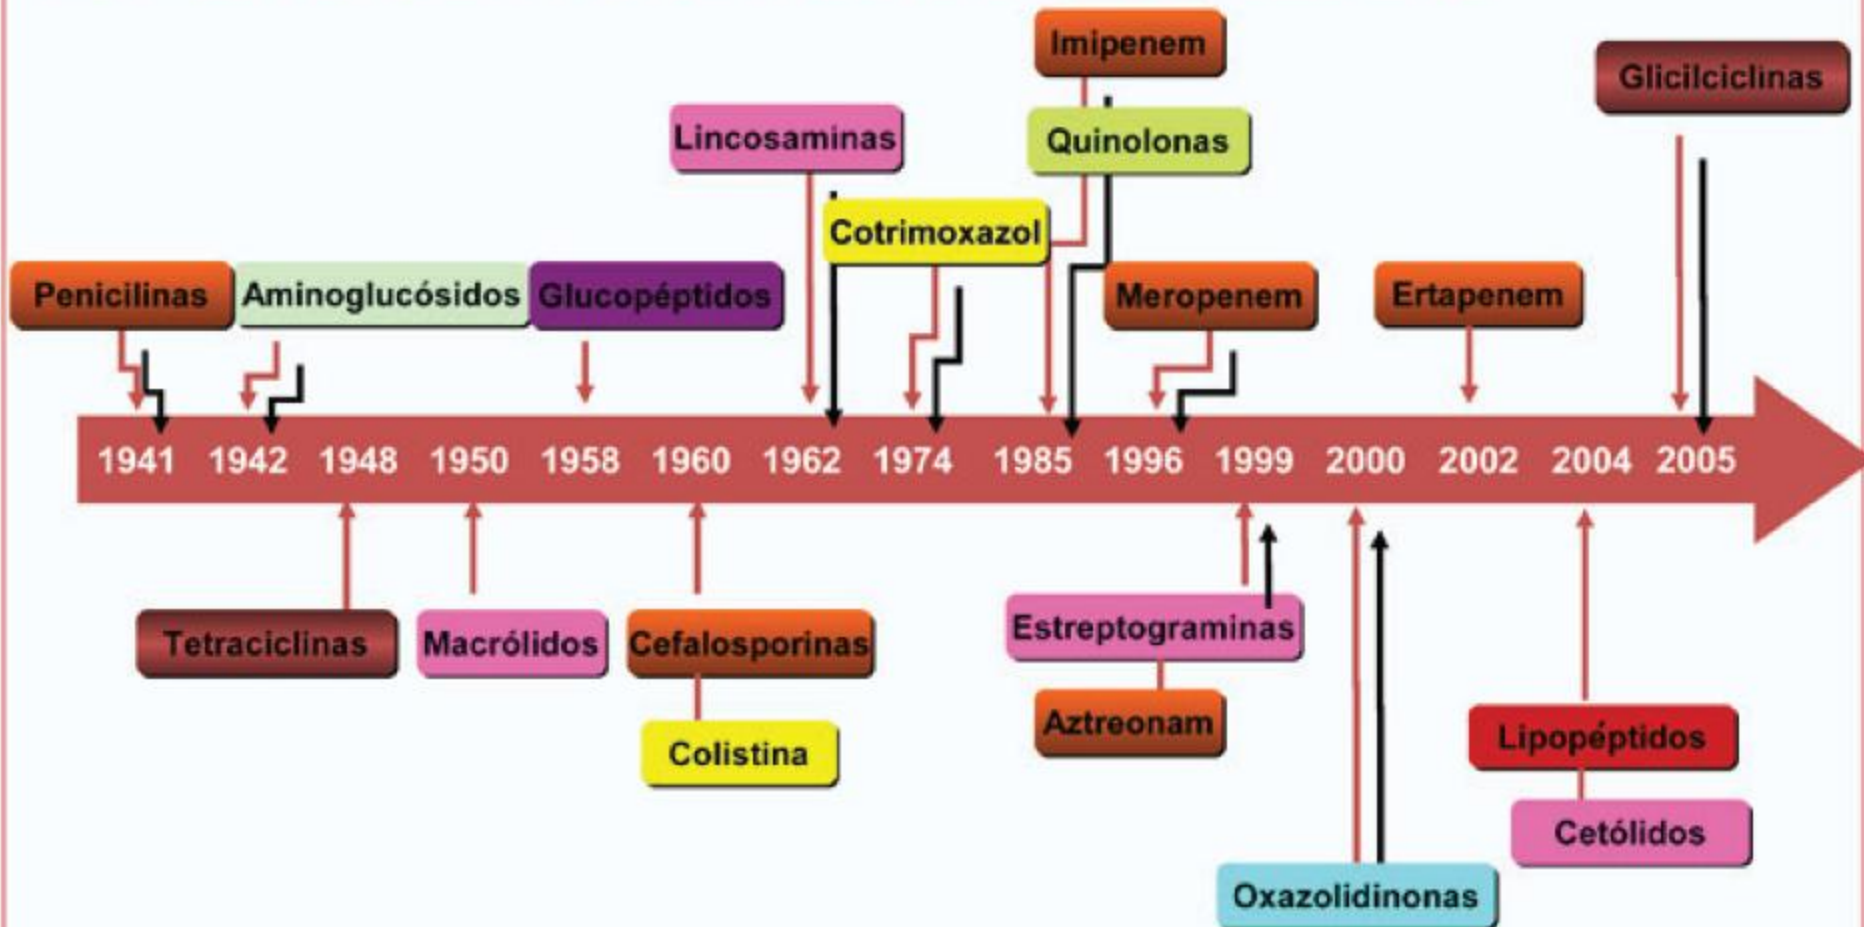 Imipenem
Glicilciclinas
Lincosaminas
Quinolonas
Cotrimoxazol
Penicilinas
Aminoglucósidos
Glucopéptidos
Meropenem
Ertapenem
1941 1942 1948 1950 1958 1960 1962 1974 1985 1996 1999 2000 2002 2004 2005
Tetraciclinas
Macrólidos
Cefalosporinas
Estreptograminas
Colistina
Aztreonam
Lipopéptidos
Cetólidos
Oxazolidinonas